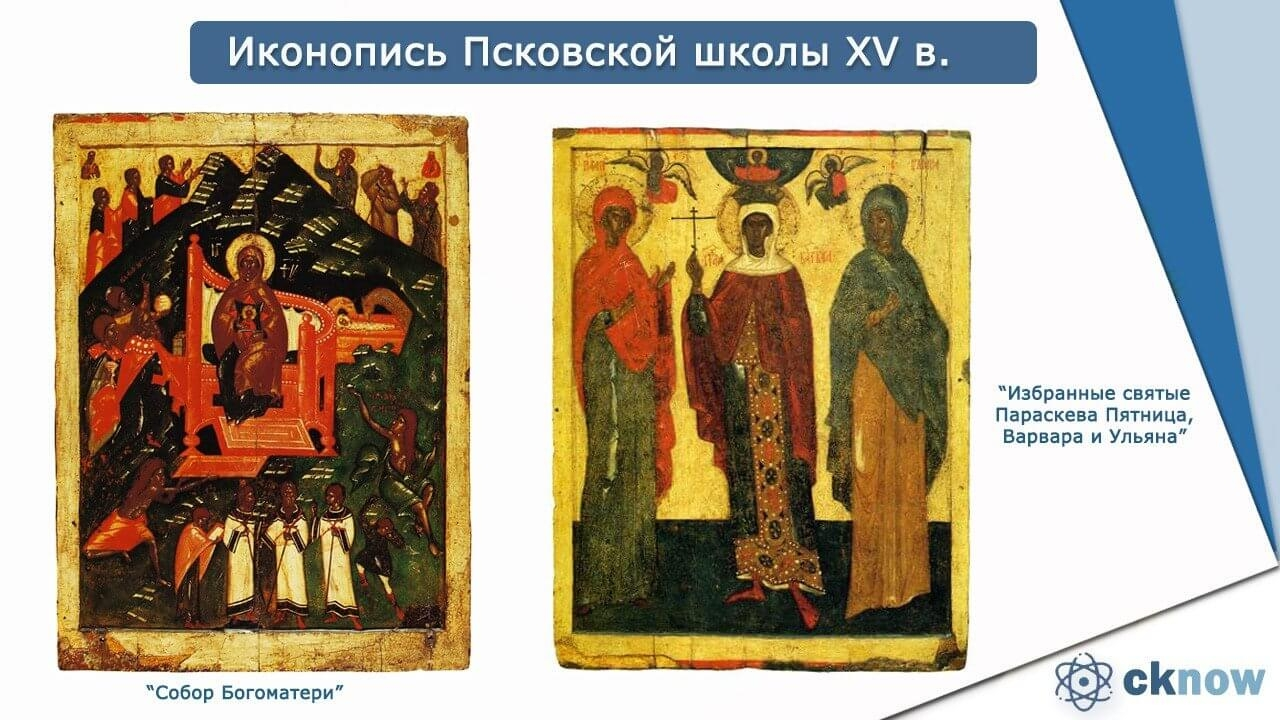 Иконопись Псковской школы XV в.
“Избранные святые
Параскева Пятница,
Варвара и Ульяна”
“Собор Богоматери”
cknow